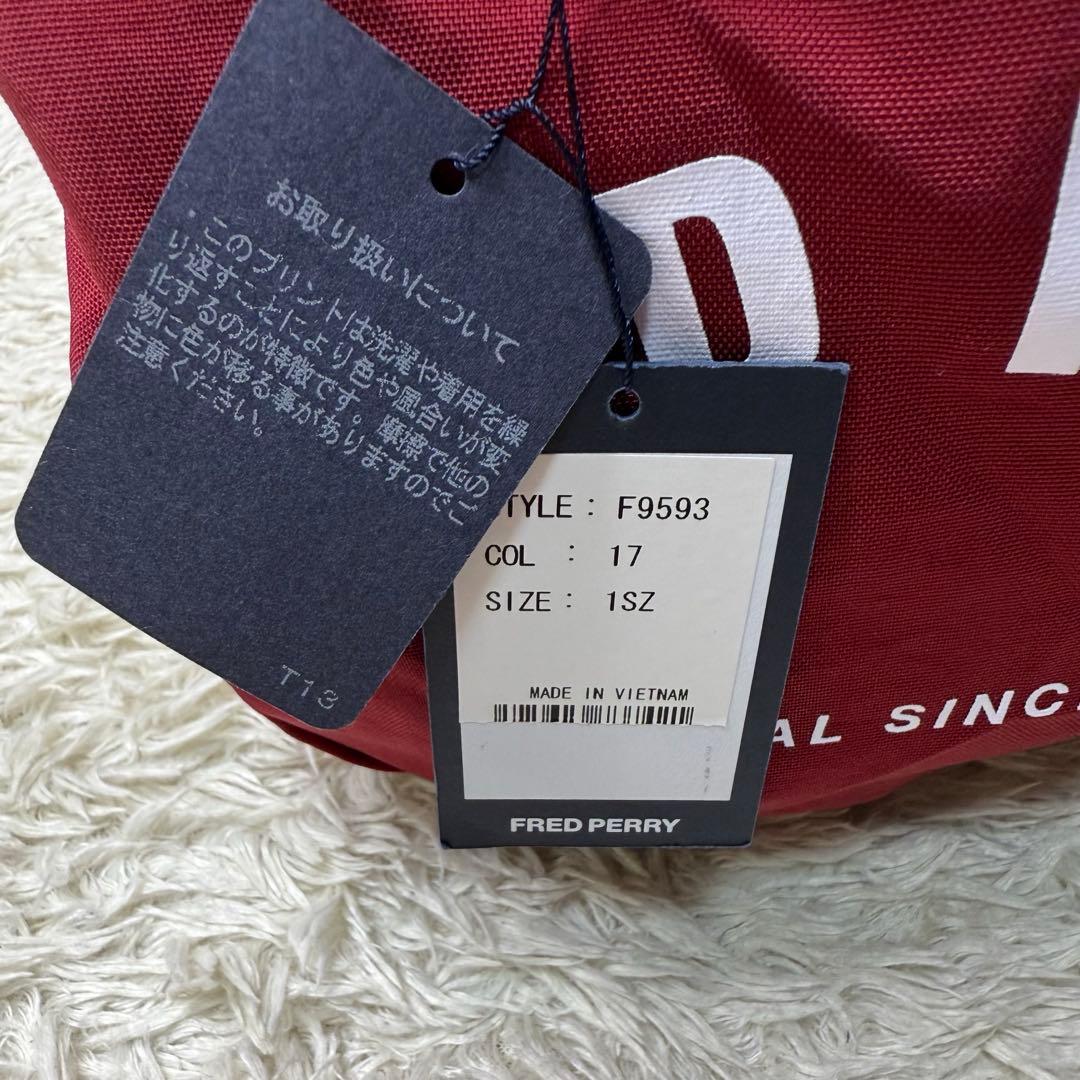 お取り扱いについて
・このプリントは洗濯や着用を繰
り返すことにより色や風合いが変
化するのが特徴です。摩擦で他の
物に色が移る事がありますのでご
注意ください。
T13
D
TYLE : F9593
COL : 17
SIZE : 1SZ
MADE IN VIETNAM
FRED PERRY
AL SINC